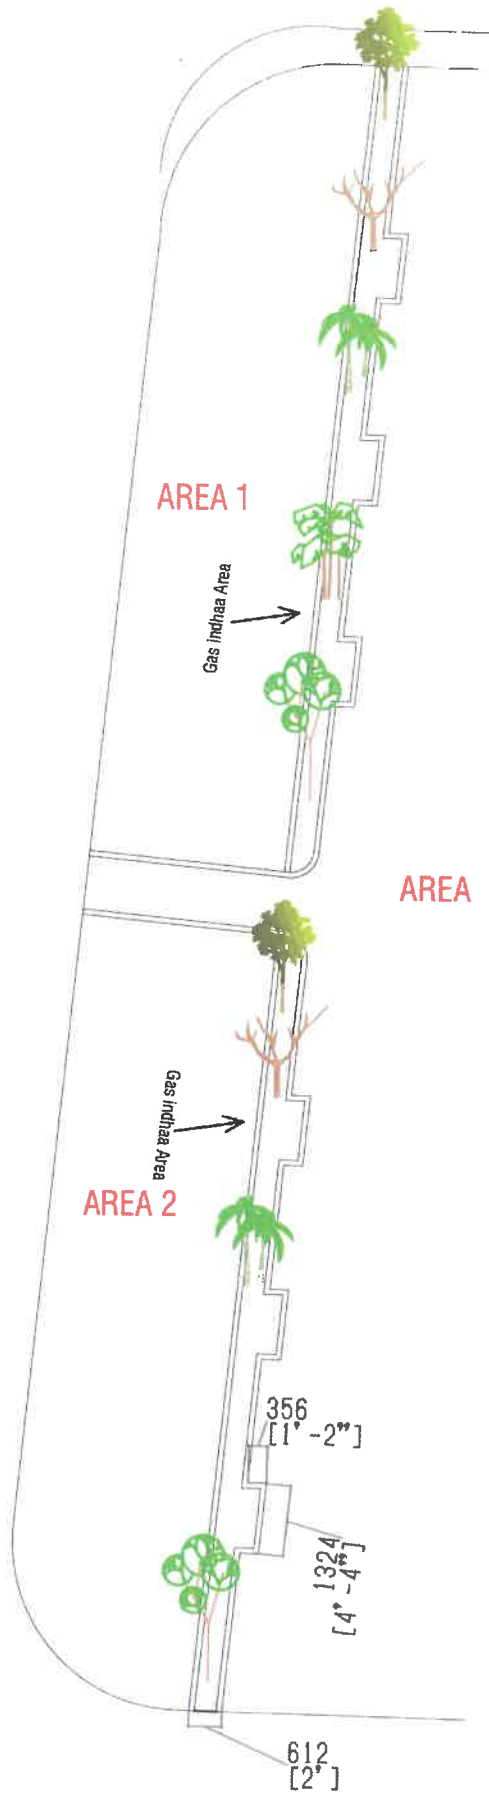 AREA 1
Gas indhaa Area
AREA
Gas indhaa Area
AREA 2
356
[1'-2"]
1324
[4'-4"]
612
[2']